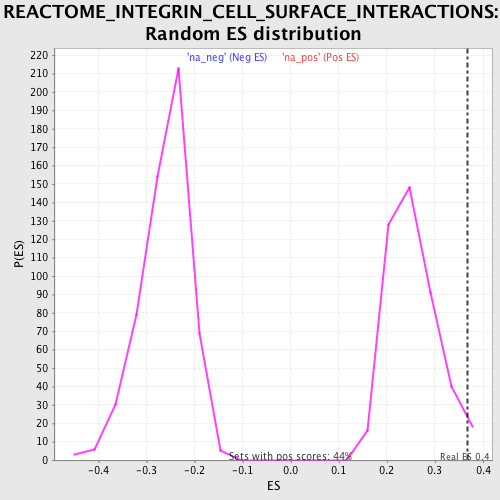 REACTOME_INTEGRIN_CELL_SURFACE_INTERACTIONS:
Random ES distribution
'na_neg' (Neg ES) 'na_pos' (Pos ES)
220
210
200
190
180
170
160
150
140
130
120
110
100
90
80
70
60
50
40
30
20
10
0
P(ES)
Sets with pos scores: 44%
Real ES 0.4
-0.4 -0.3 -0.2 -0.1 0.0 0.1 0.2 0.3 0.4
ES